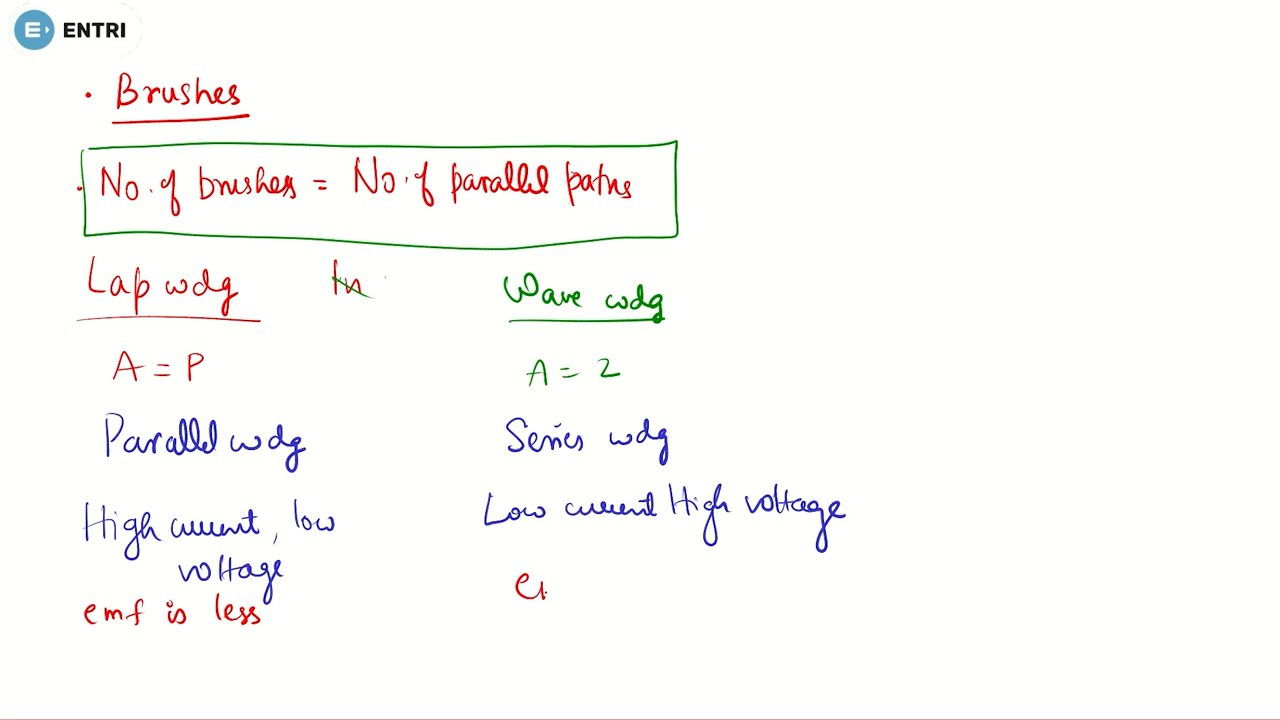 ENTRI
• Brushes
• No. of brushes = No. of parallel paths
Lap wdg
Wave wdg
A = P
A = 2
Parallel wdg
Series wdg
High current, low
voltage
Low current High voltage
emf is less